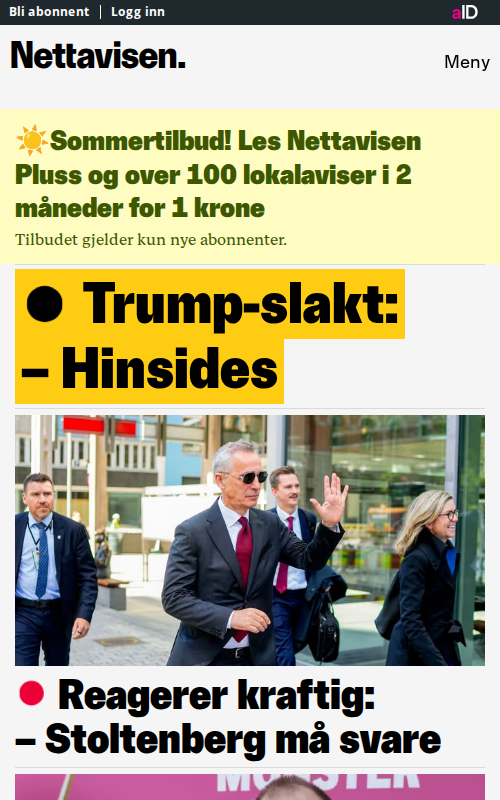 Bli abonnent Logg inn aID
Nettavisen.
Meny
Sommertilbud! Les Nettavisen
Pluss og over 100 lokalaviser i 2
måneder for 1 krone
Tilbudet gjelder kun nye abonnenter.
Trump-slakt:
– Hinsides
Reagerer kraftig:
– Stoltenberg må svare